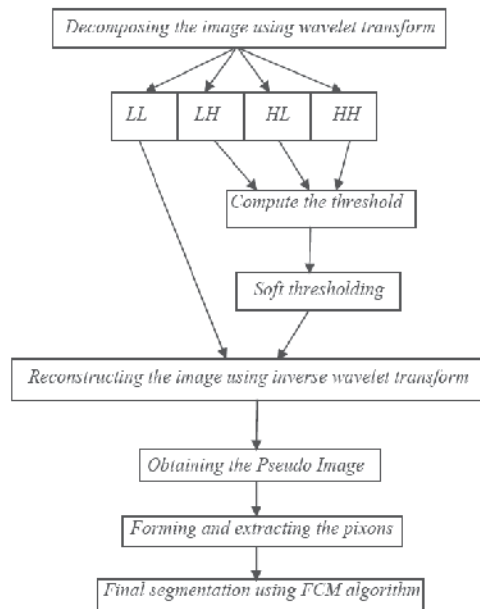 Decomposing the image using wavelet transform
LL LH HL HH
Compute the threshold
Soft thresholding
Reconstructing the image using inverse wavelet transform
Obtaining the Pseudo Image
Forming and extracting the pixons
Final segmentation using FCM algorithm